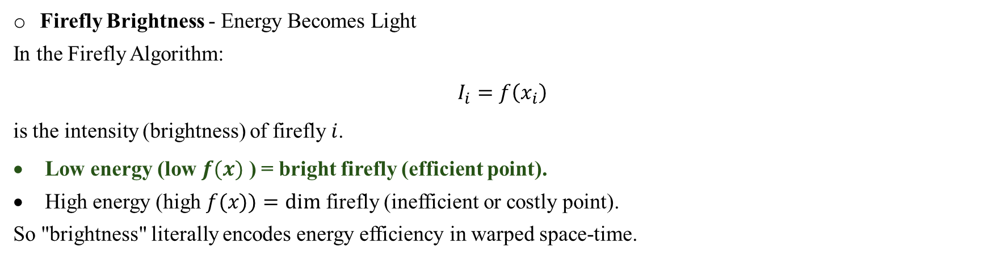 ○ Firefly Brightness - Energy Becomes Light
In the Firefly Algorithm:
I_i = f(x_i)
is the intensity (brightness) of firefly i.
• Low energy (low f(x) ) = bright firefly (efficient point).
• High energy (high f(x)) = dim firefly (inefficient or costly point).
So "brightness" literally encodes energy efficiency in warped space-time.